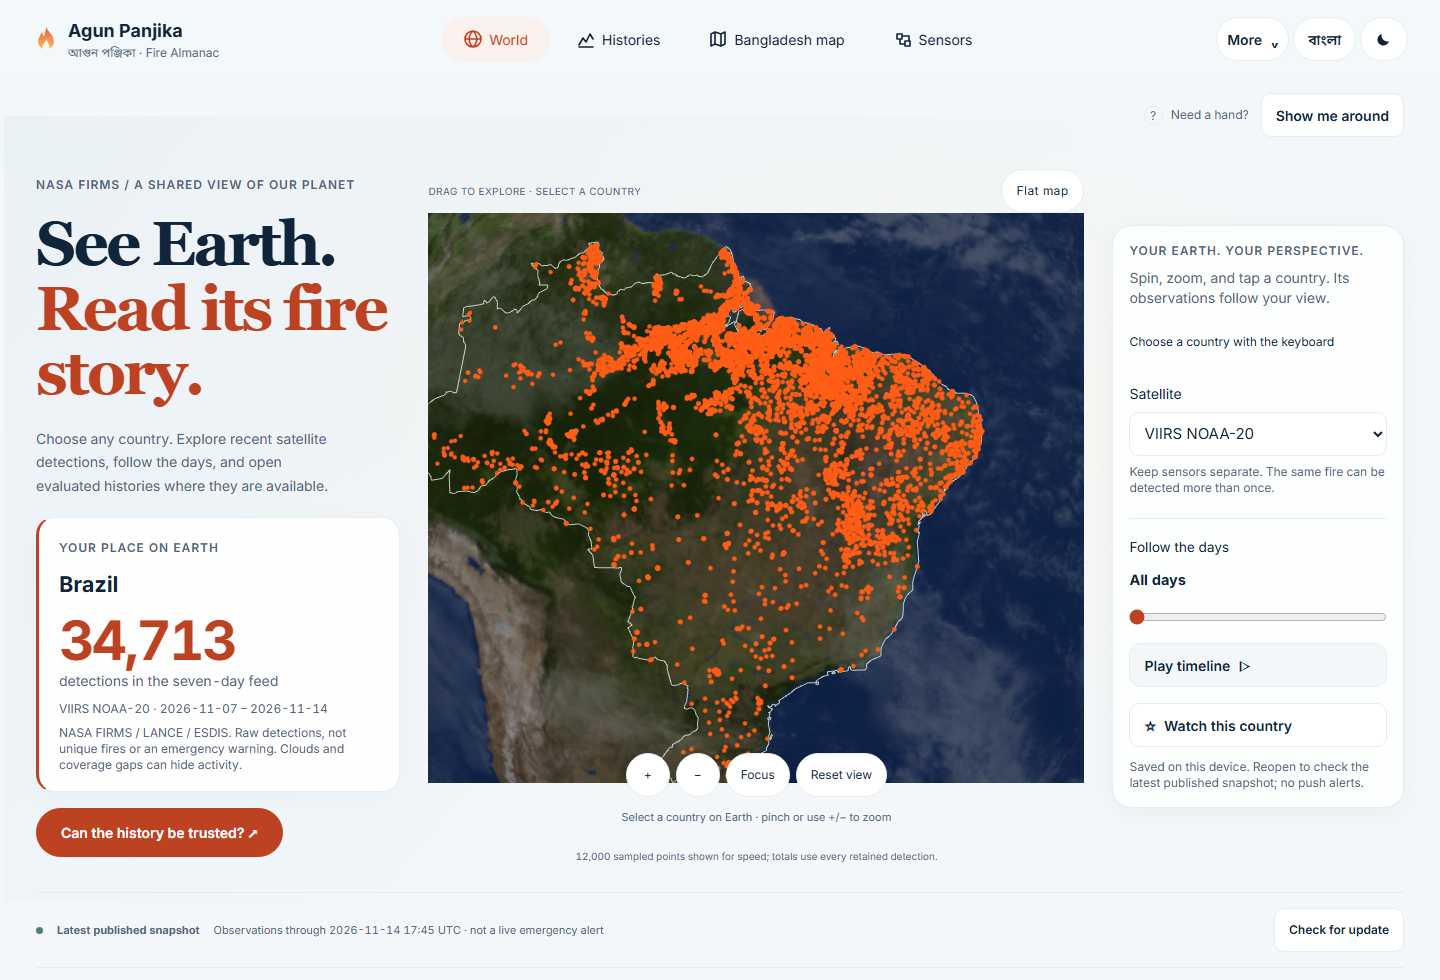 Agun Panjika
আগুন পঞ্জিকা · Fire Almanac
World
Histories
Bangladesh map
Sensors
More
বাংলা
? Need a hand?
Show me around
NASA FIRMS / A SHARED VIEW OF OUR PLANET
See Earth.
Read its fire
story.
Choose any country. Explore recent satellite
detections, follow the days, and open
evaluated histories where they are available.
YOUR PLACE ON EARTH
Brazil
34,713
detections in the seven-day feed
VIIRS NOAA-20 · 2026-11-07 – 2026-11-14
NASA FIRMS / LANCE / ESDIS. Raw detections, not
unique fires or an emergency warning. Clouds and
coverage gaps can hide activity.
Can the history be trusted? ↗
DRAG TO EXPLORE · SELECT A COUNTRY
Flat map
+
−
Focus
Reset view
Select a country on Earth · pinch or use +/− to zoom
12,000 sampled points shown for speed; totals use every retained detection.
YOUR EARTH. YOUR PERSPECTIVE.
Spin, zoom, and tap a country. Its
observations follow your view.
Choose a country with the keyboard
Satellite
VIIRS NOAA-20
Keep sensors separate. The same fire can be
detected more than once.
Follow the days
All days
Play timeline
☆ Watch this country
Saved on this device. Reopen to check the
latest published snapshot; no push alerts.
Latest published snapshot
Observations through 2026-11-14 17:45 UTC · not a live emergency alert
Check for update